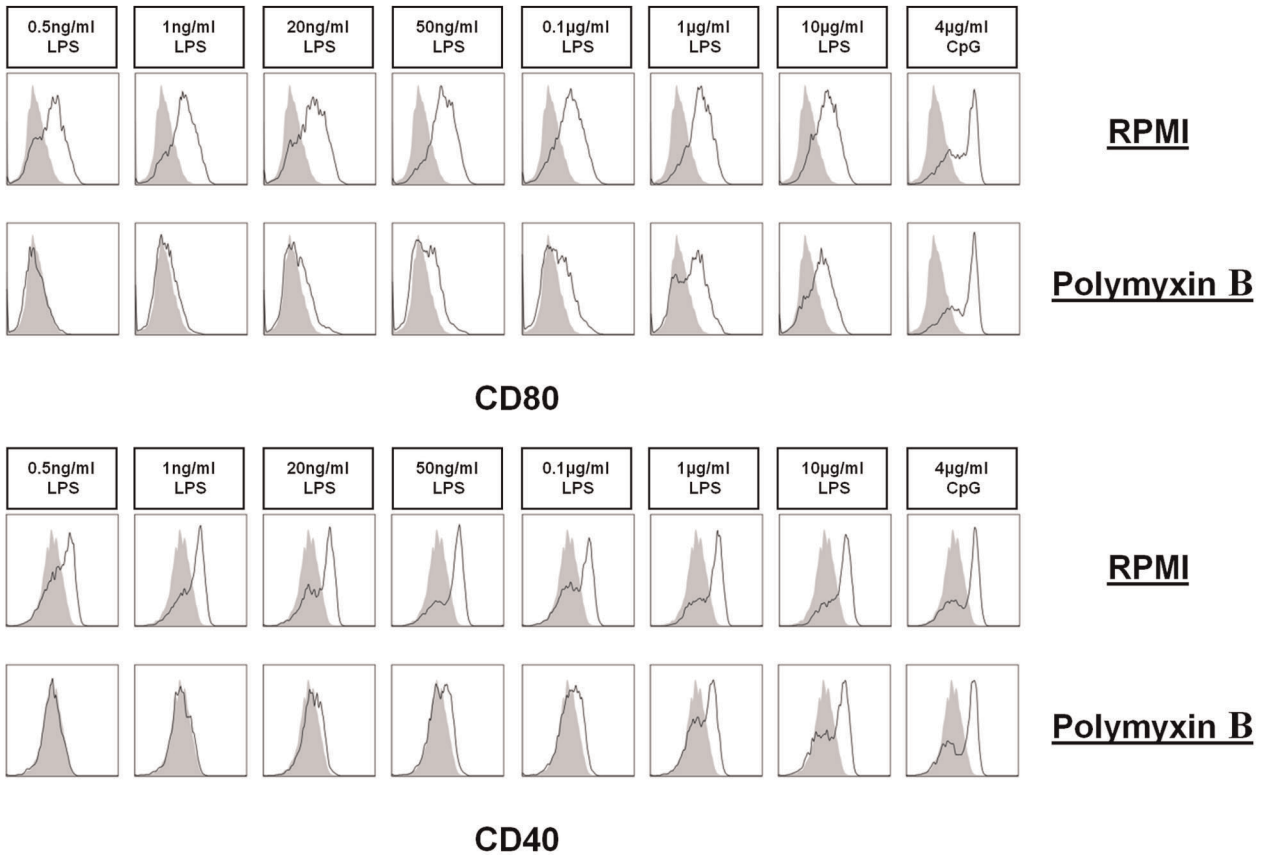 0.5ng/ml
LPS
1ng/ml
LPS
20ng/ml
LPS
50ng/ml
LPS
0.1µg/ml
LPS
1µg/ml
LPS
10µg/ml
LPS
4µg/ml
CpG
RPMI
Polymyxin B
CD80
0.5ng/ml
LPS
1ng/ml
LPS
20ng/ml
LPS
50ng/ml
LPS
0.1µg/ml
LPS
1µg/ml
LPS
10µg/ml
LPS
4µg/ml
CpG
RPMI
Polymyxin B
CD40